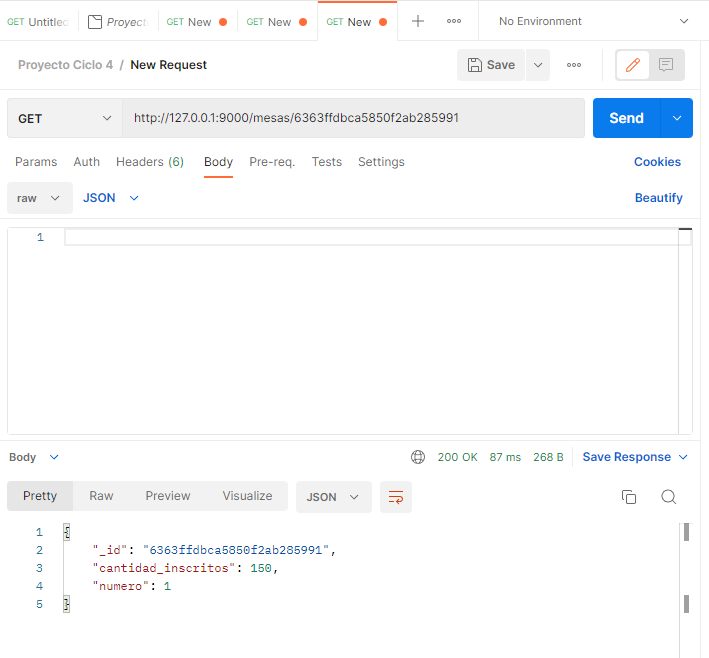 GET Untitled GET New GET New GET New No Environment
Proyecto Ciclo 4 / New Request Save
GET http://127.0.0.1:9000/mesas/6363ffdbca5850f2ab285991 Send
Params Auth Headers (6) Body Pre-req. Tests Settings Cookies
raw JSON Beautify
1
Body 200 OK 87 ms 268 B Save Response
Pretty Raw Preview Visualize JSON
1 {
2 "_id": "6363ffdbca5850f2ab285991",
3 "cantidad_inscritos": 150,
4 "numero": 1
5 }